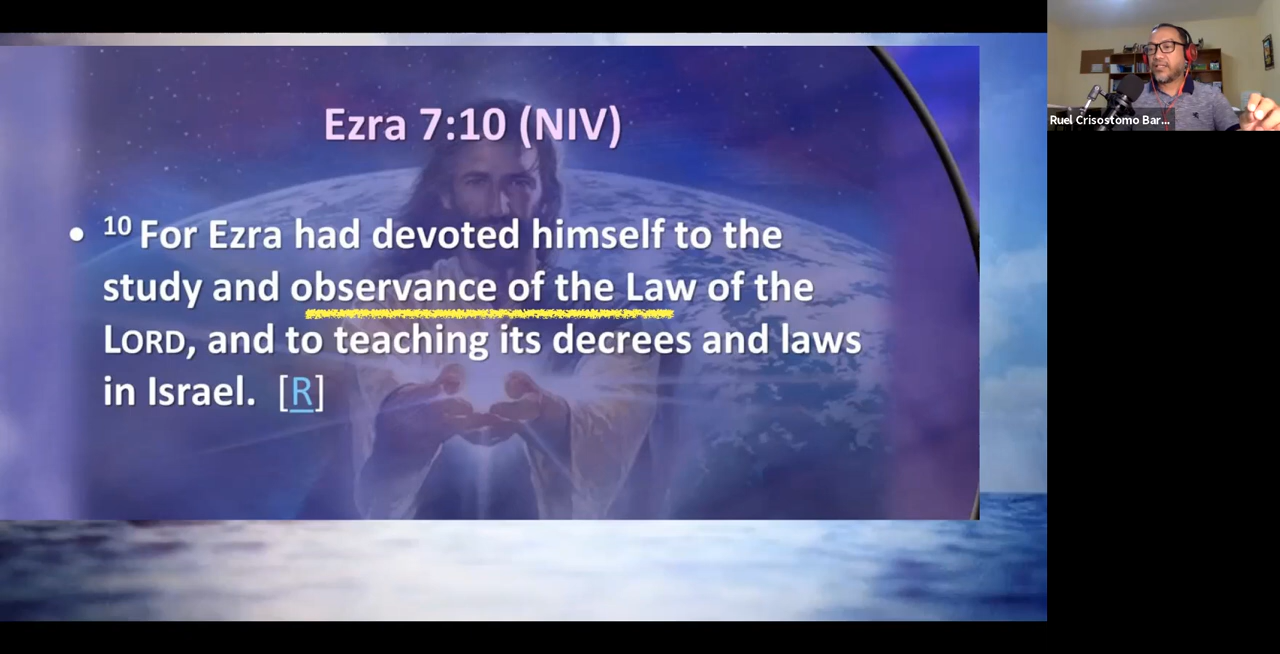 Ezra 7:10 (NIV)
• 10 For Ezra had devoted himself to the
study and observance of the Law of the
LORD, and to teaching its decrees and laws
in Israel. [R]
Ruel Crisostomo Bar...